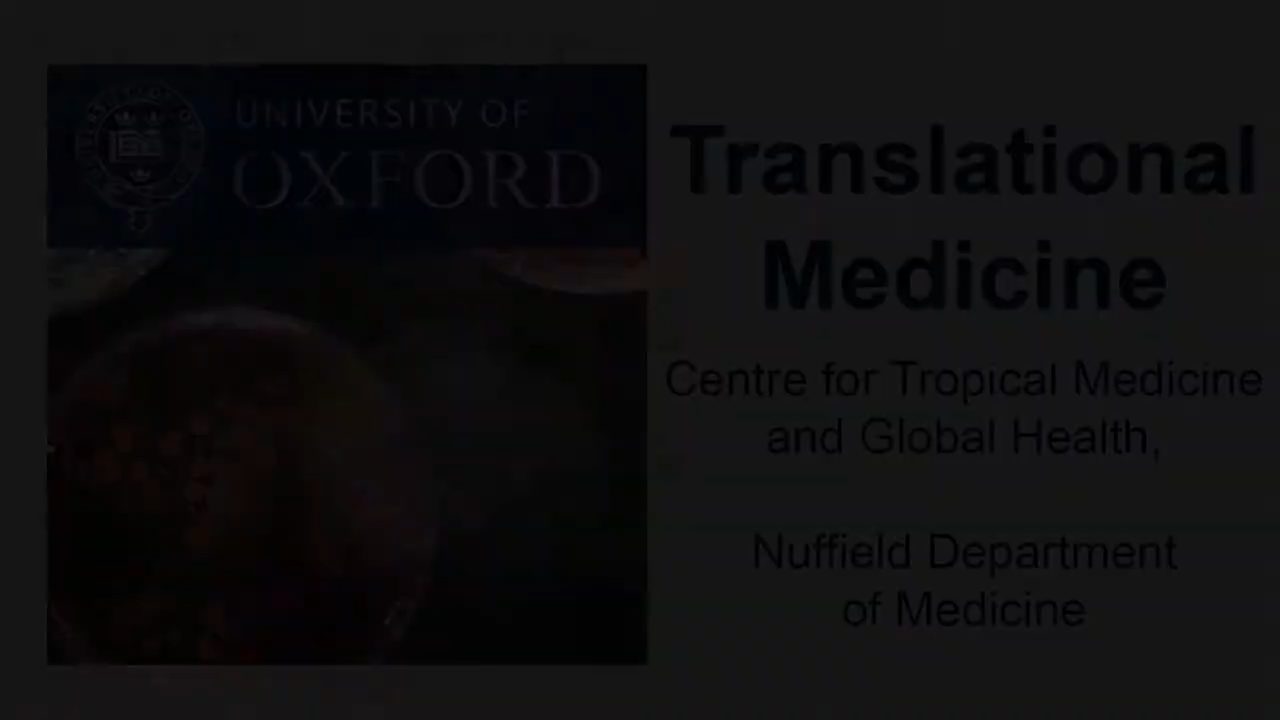 UNIVERSITY OF
OXFORD
Translational
Medicine
Centre for Tropical Medicine
and Global Health,
Nuffield Department
of Medicine